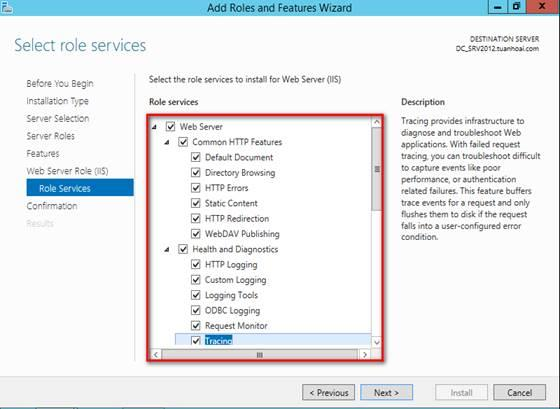 Add Roles and Features Wizard
Select role services
DESTINATION SERVER
DC_SRV2012.tuanhoai.com
Before You Begin
Installation Type
Server Selection
Server Roles
Features
Web Server Role (IIS)
Role Services
Confirmation
Results
Select the role services to install for Web Server (IIS)
Role services
Web Server
Common HTTP Features
Default Document
Directory Browsing
HTTP Errors
Static Content
HTTP Redirection
WebDAV Publishing
Health and Diagnostics
HTTP Logging
Custom Logging
Logging Tools
ODBC Logging
Request Monitor
Tracing
Description
Tracing provides infrastructure to
diagnose and troubleshoot Web
applications. With failed request
tracing, you can troubleshoot difficult
to capture events like poor
performance, or authentication
related failures. This feature buffers
trace events for a request and only
flushes them to disk if the request
falls into a user-configured error
condition.
< Previous
Next >
Install
Cancel